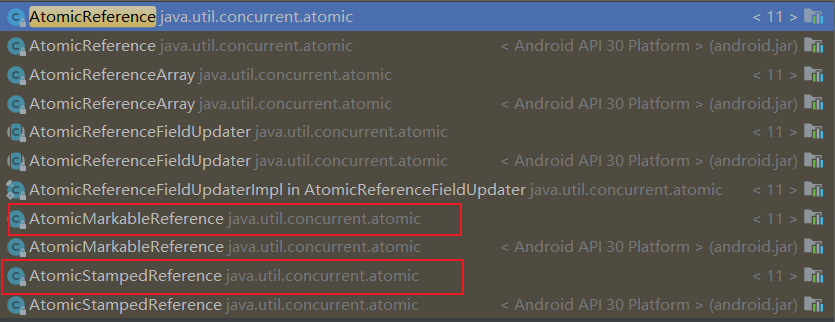 AtomicReference java.util.concurrent.atomic < 11 >
AtomicReference java.util.concurrent.atomic < Android API 30 Platform > (android.jar)
AtomicReferenceArray java.util.concurrent.atomic < 11 >
AtomicReferenceArray java.util.concurrent.atomic < Android API 30 Platform > (android.jar)
AtomicReferenceFieldUpdater java.util.concurrent.atomic < 11 >
AtomicReferenceFieldUpdater java.util.concurrent.atomic < Android API 30 Platform > (android.jar)
AtomicReferenceFieldUpdaterImpl in AtomicReferenceFieldUpdater java.util.concurrent.atomic < 11 >
AtomicMarkableReference java.util.concurrent.atomic < 11 >
AtomicMarkableReference java.util.concurrent.atomic < Android API 30 Platform > (android.jar)
AtomicStampedReference java.util.concurrent.atomic < 11 >
AtomicStampedReference java.util.concurrent.atomic < Android API 30 Platform > (android.jar)